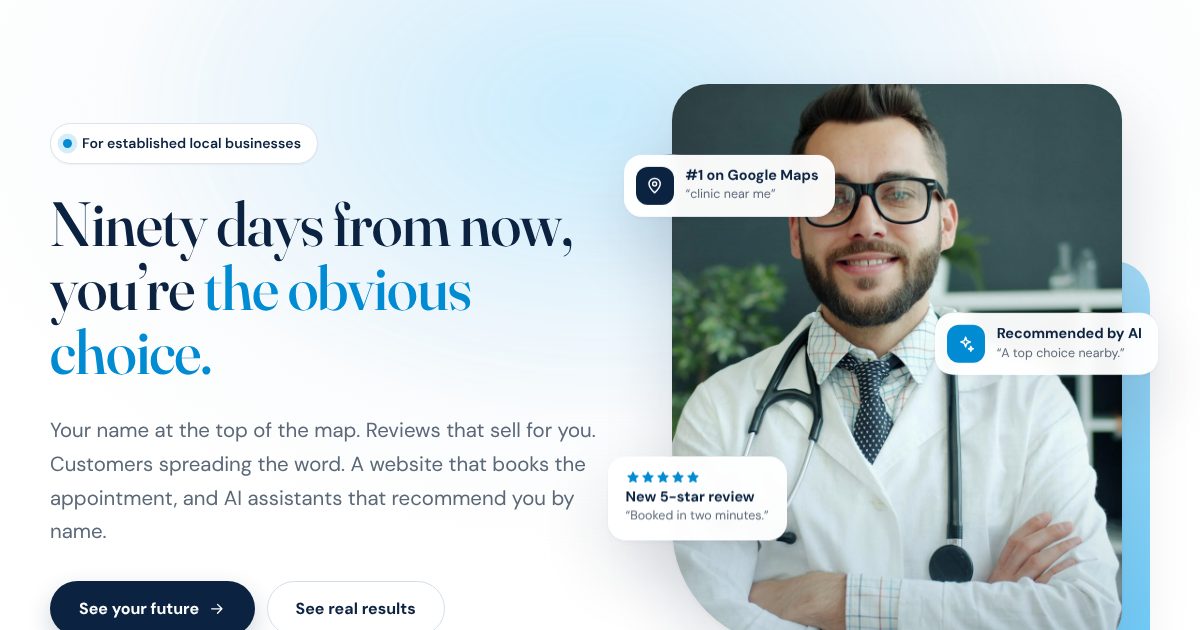 For established local businesses
Ninety days from now,
you’re the obvious
choice.
Your name at the top of the map. Reviews that sell for you.
Customers spreading the word. A website that books the
appointment, and AI assistants that recommend you by
name.
See your future →
See real results
#1 on Google Maps
“clinic near me”
Recommended by AI
“A top choice nearby.”
New 5-star review
“Booked in two minutes.”